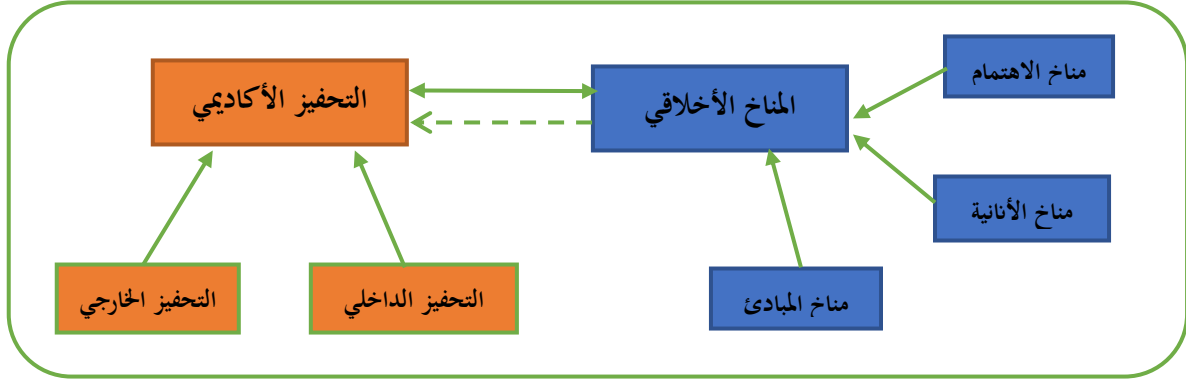 مناخ الاهتمام
المناخ الأخلاقي
التحفيز الأكاديمي
مناخ الأنانية
مناخ المبادئ
التحفيز الداخلي
التحفيز الخارجي